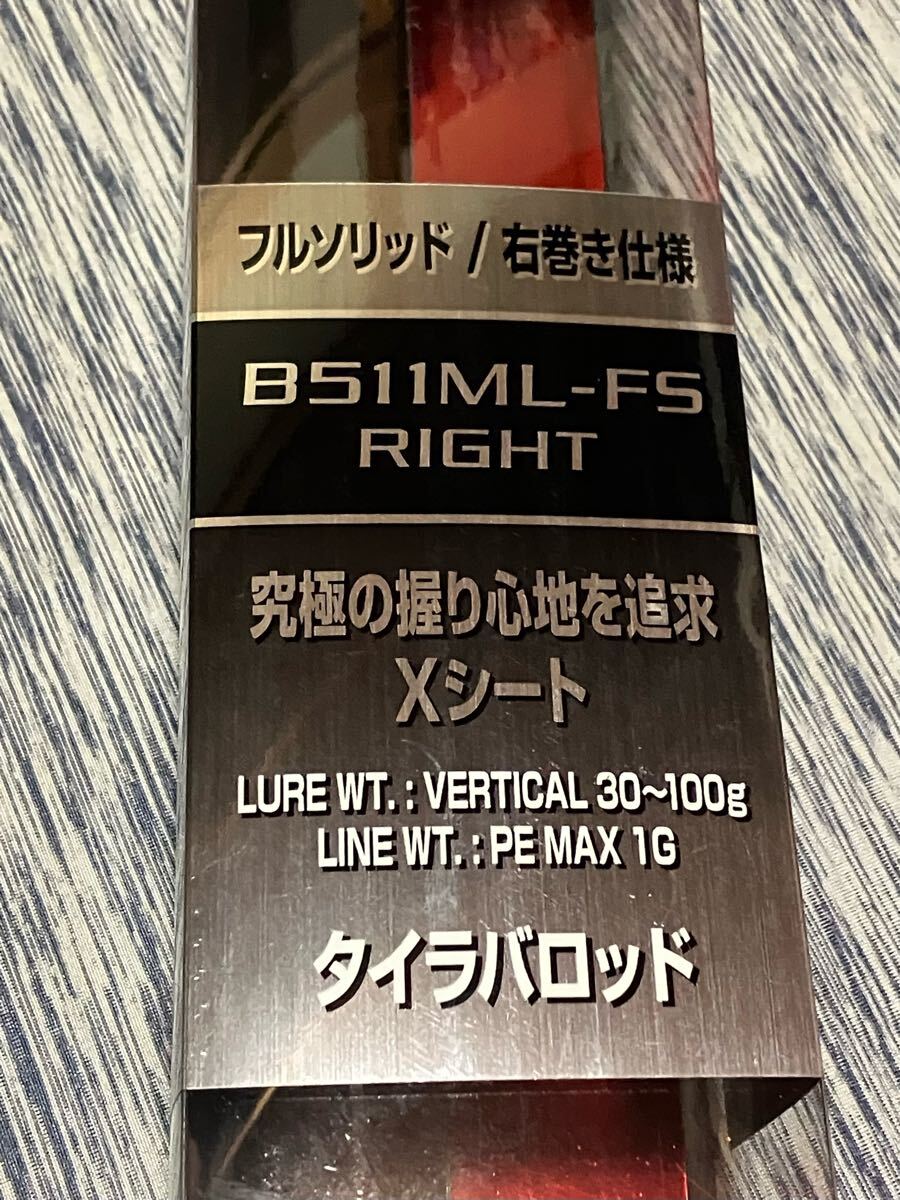 フルソリッド / 右巻き仕様
B511ML-FS
RIGHT
究極の握り心地を追求
Xシート
LURE WT. : VERTICAL 30~100g
LINE WT. : PE MAX 1G
タイラバロッド